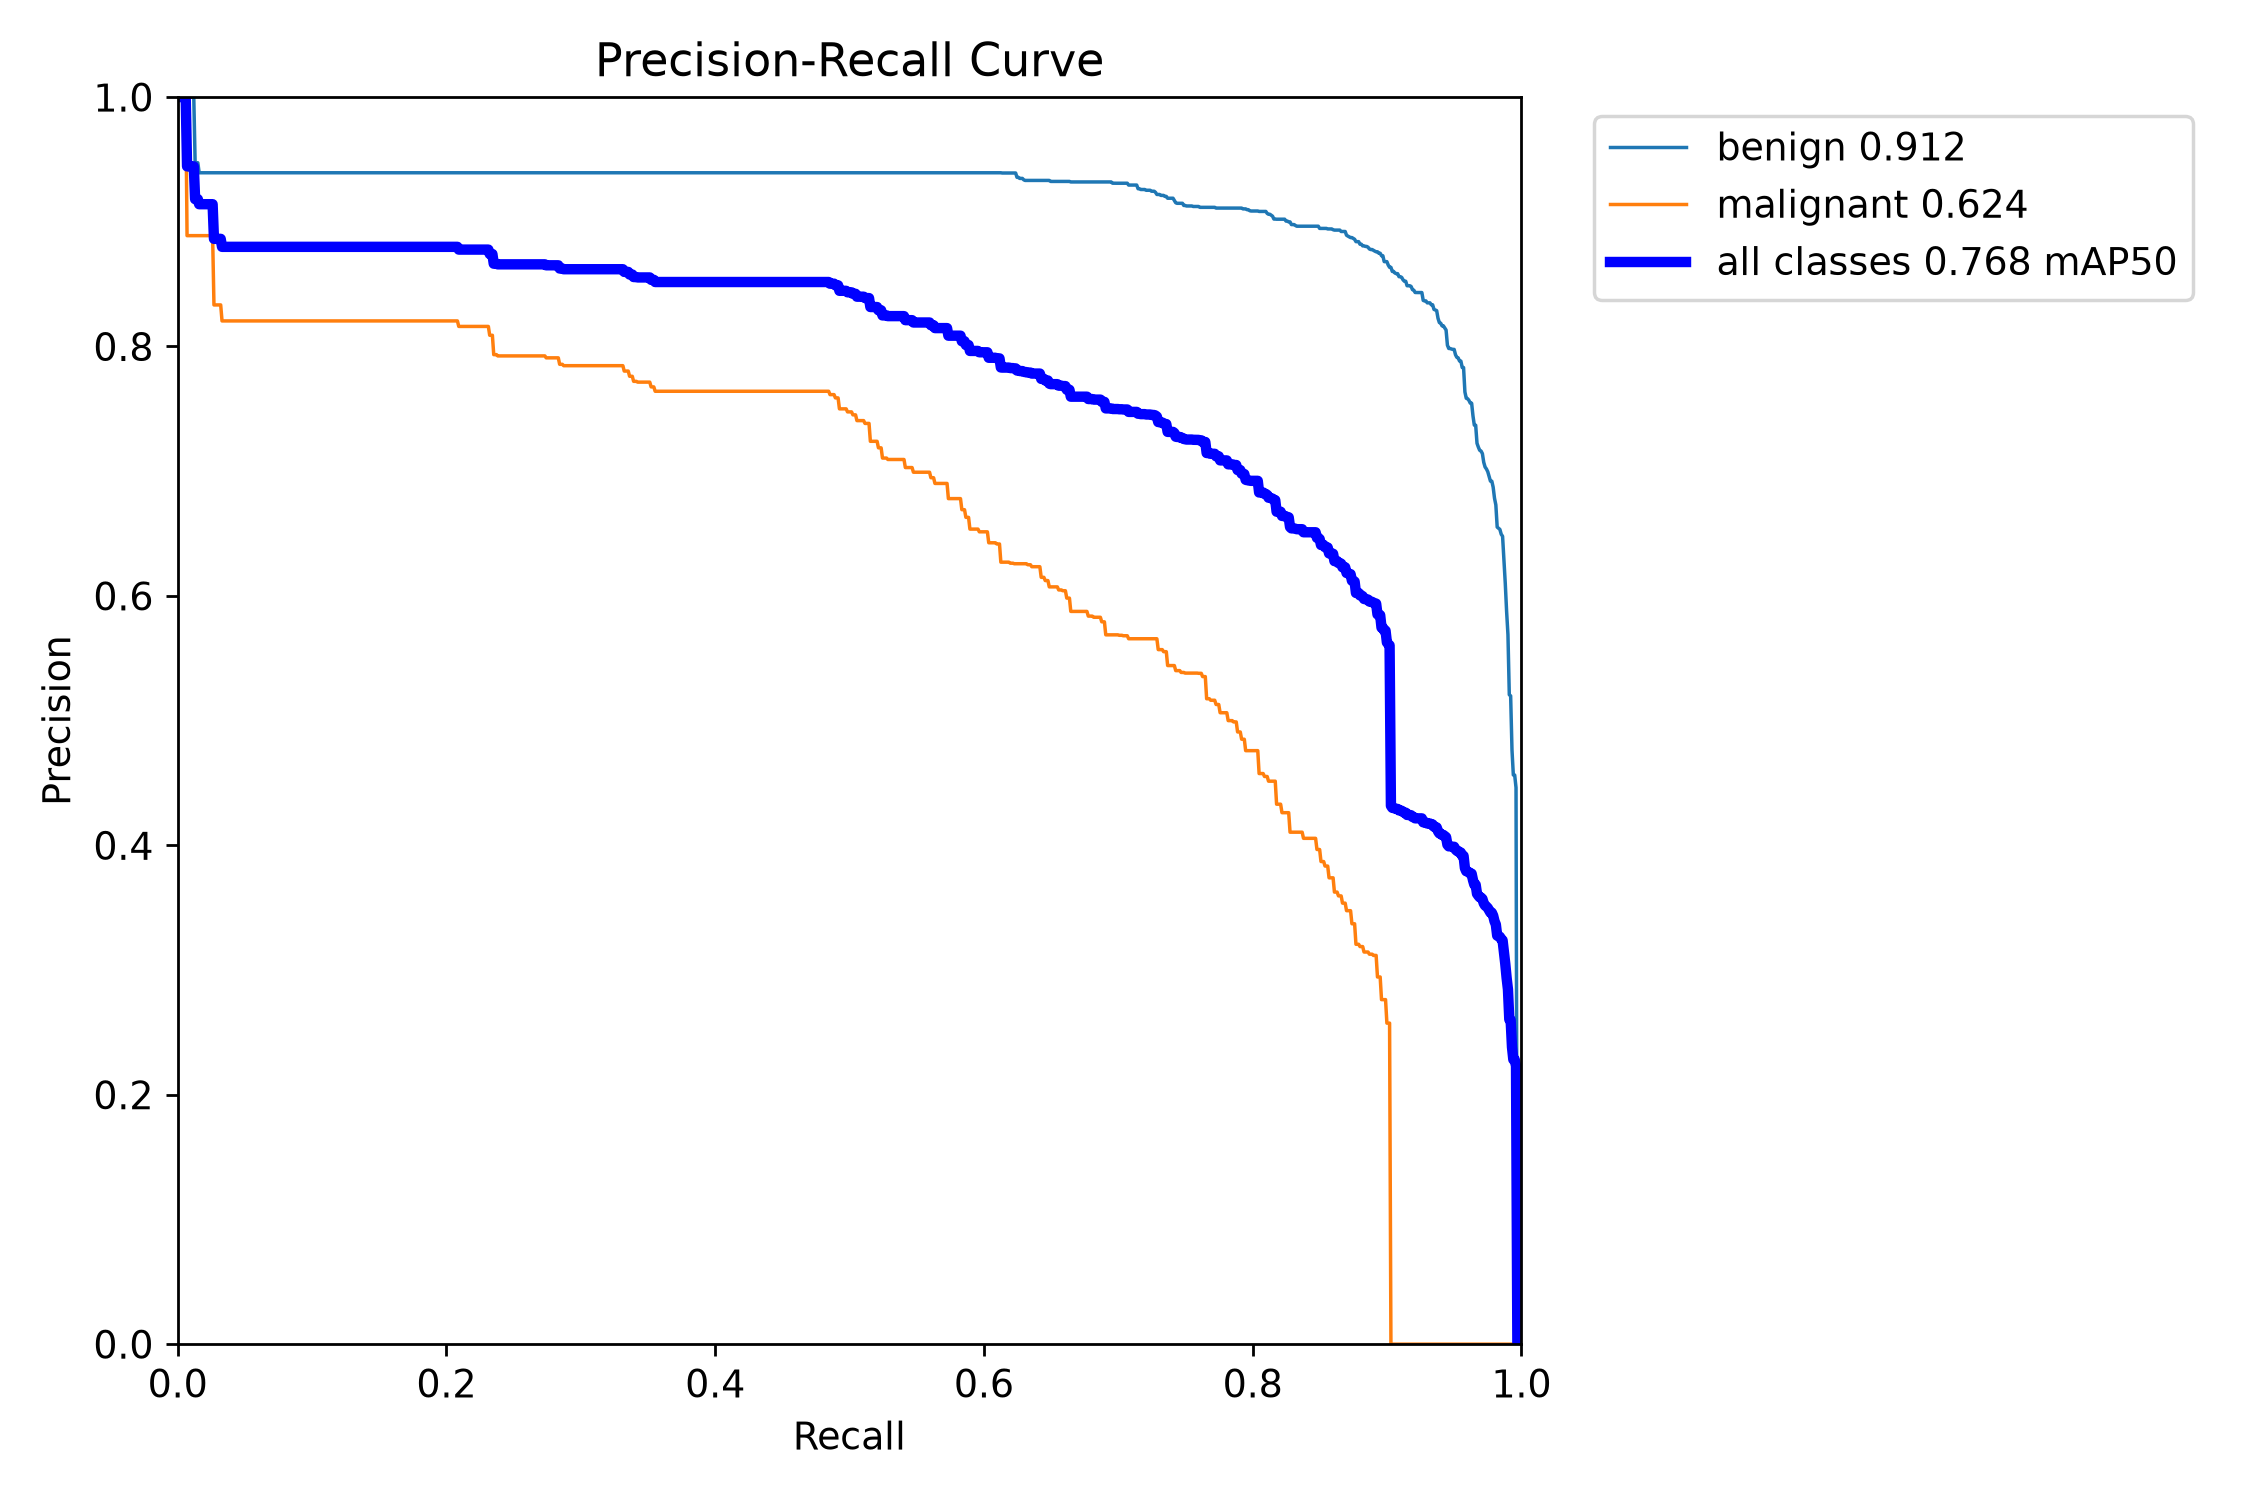 Precision-Recall Curve
1.0
0.8
0.6
0.4
0.2
0.0
Precision
0.0 0.2 0.4 0.6 0.8 1.0
Recall
benign 0.912
malignant 0.624
all classes 0.768 mAP50